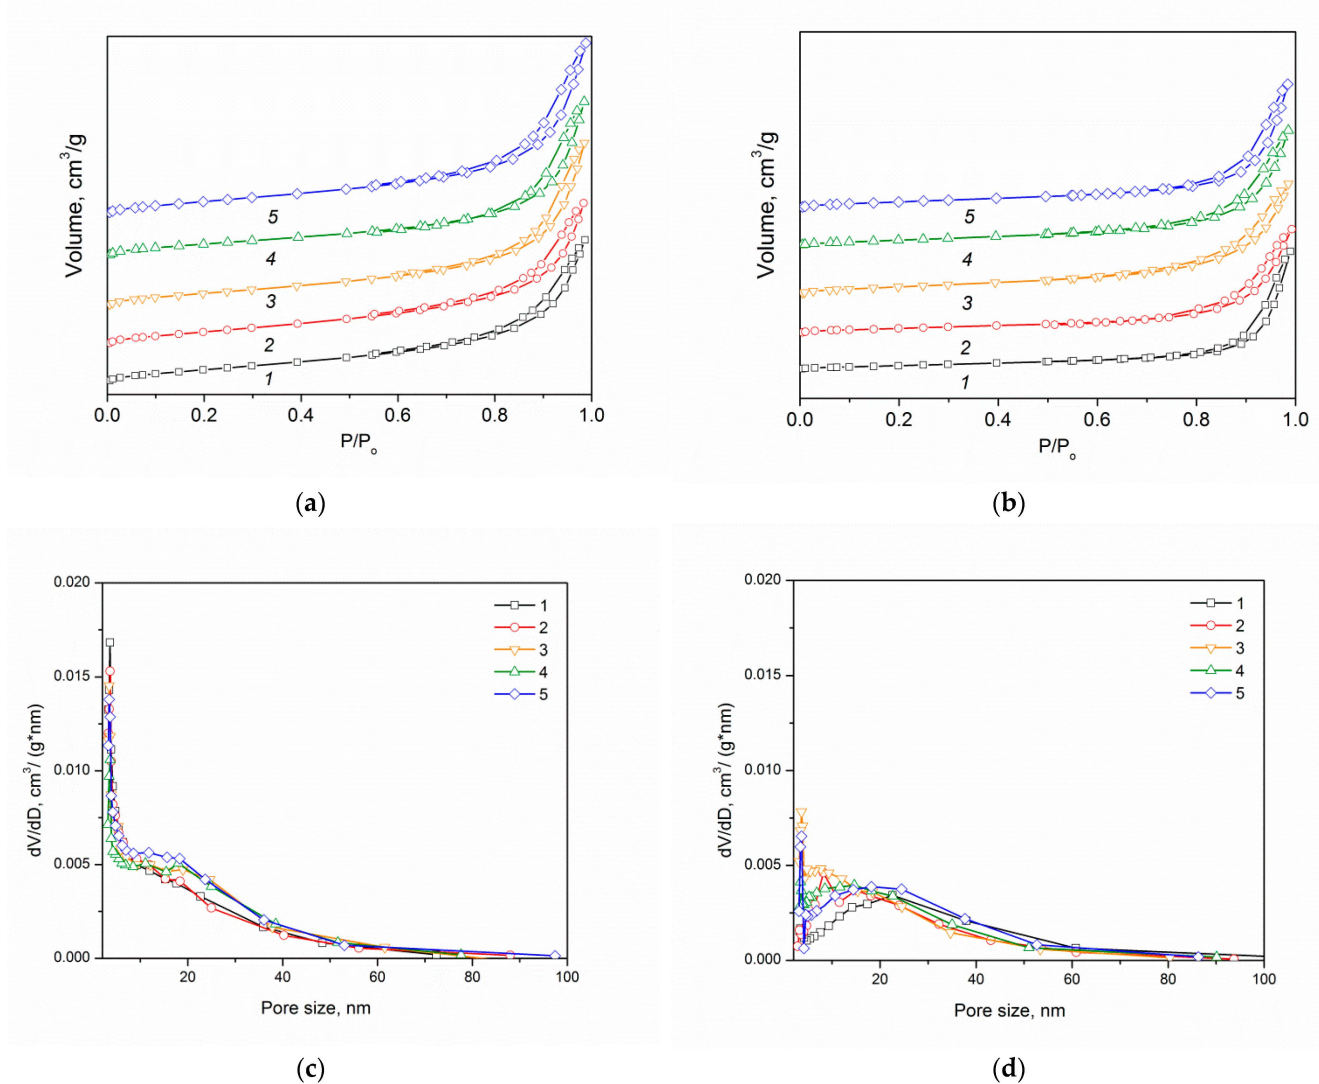 Volume, cm³/g
5
4
3
2
1
0.0 0.2 0.4 0.6 0.8 1.0
P/Pₒ
(a)
Volume, cm³/g
5
4
3
2
1
0.0 0.2 0.4 0.6 0.8 1.0
P/Pₒ
(b)
dV/dD, cm³/ (g*nm)
0.020
0.015
0.010
0.005
0.000
1
2
3
4
5
20 40 60 80 100
Pore size, nm
(c)
dV/dD, cm³/ (g*nm)
0.020
0.015
0.010
0.005
0.000
1
2
3
4
5
20 40 60 80 100
Pore size, nm
(d)